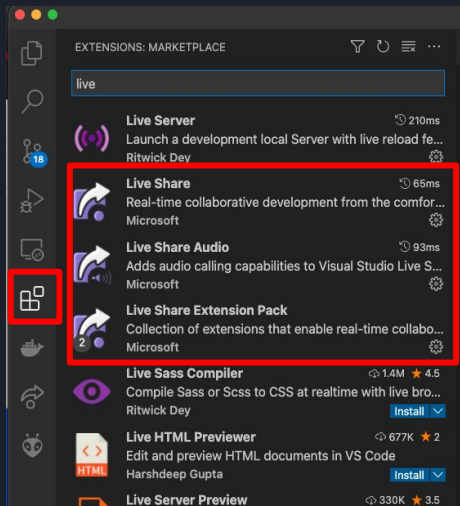 EXTENSIONS: MARKETPLACE
live
Live Server 210ms
Launch a development local Server with live reload fe...
Ritwick Dey
18
Live Share 65ms
Real-time collaborative development from the comfor...
Microsoft
Live Share Audio 93ms
Adds audio calling capabilities to Visual Studio Live S...
Microsoft
Live Share Extension Pack
Collection of extensions that enable real-time collabo...
2
Microsoft
Live Sass Compiler 1.4M ★ 4.5
Compile Sass or Scss to CSS at realtime with live bro...
Ritwick Dey Install
Live HTML Previewer 677K ★ 2
Edit and preview HTML documents in VS Code
HTML
Harshdeep Gupta Install
Live Server Preview 330K ★ 3.5